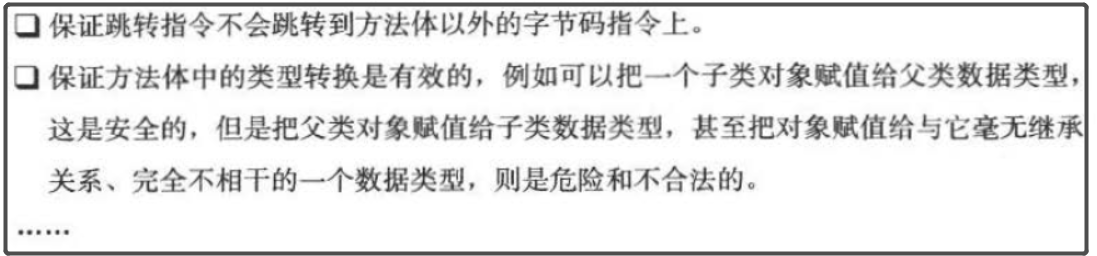 ❑ 保证跳转指令不会跳转到方法体以外的字节码指令上。
❑ 保证方法体中的类型转换是有效的，例如可以把一个子类对象赋值给父类数据类型，
这是安全的，但是把父类对象赋值给子类数据类型，甚至把对象赋值给与它毫无继承
关系、完全不相干的一个数据类型，则是危险和不合法的。
……